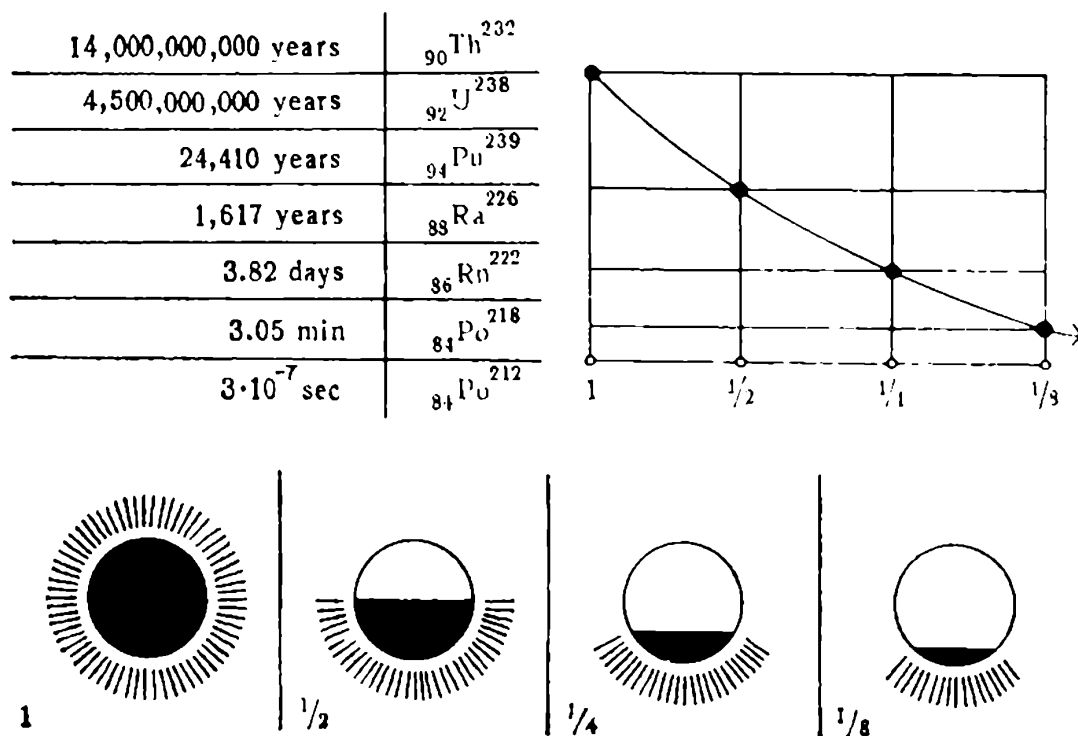 14,000,000,000 years ₉₀Th²³²
4,500,000,000 years ₉₂U²³⁸
24,410 years ₉₄Pu²³⁹
1,617 years ₈₈Ra²²⁶
3.82 days ₈₆Rn²²²
3.05 min ₈₄Po²¹⁸
3·10⁻⁷ sec ₈₄Po²¹²
1 1/2 1/4 1/8
1 1/2 1/4 1/8